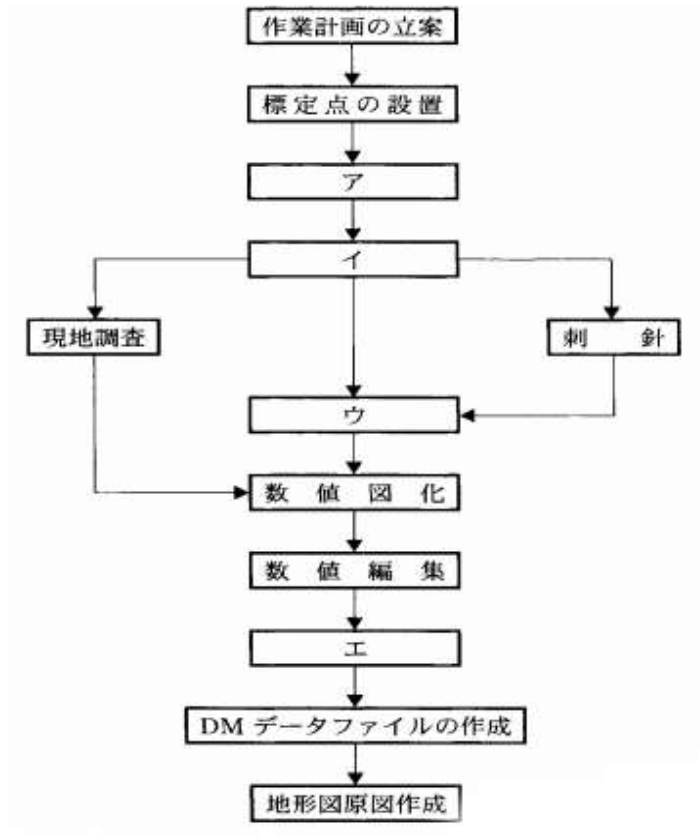 作業計画の立案
標定点の設置
ア
イ
現地調査
刺針
ウ
数値図化
数値編集
エ
DMデータファイルの作成
地形図原図作成